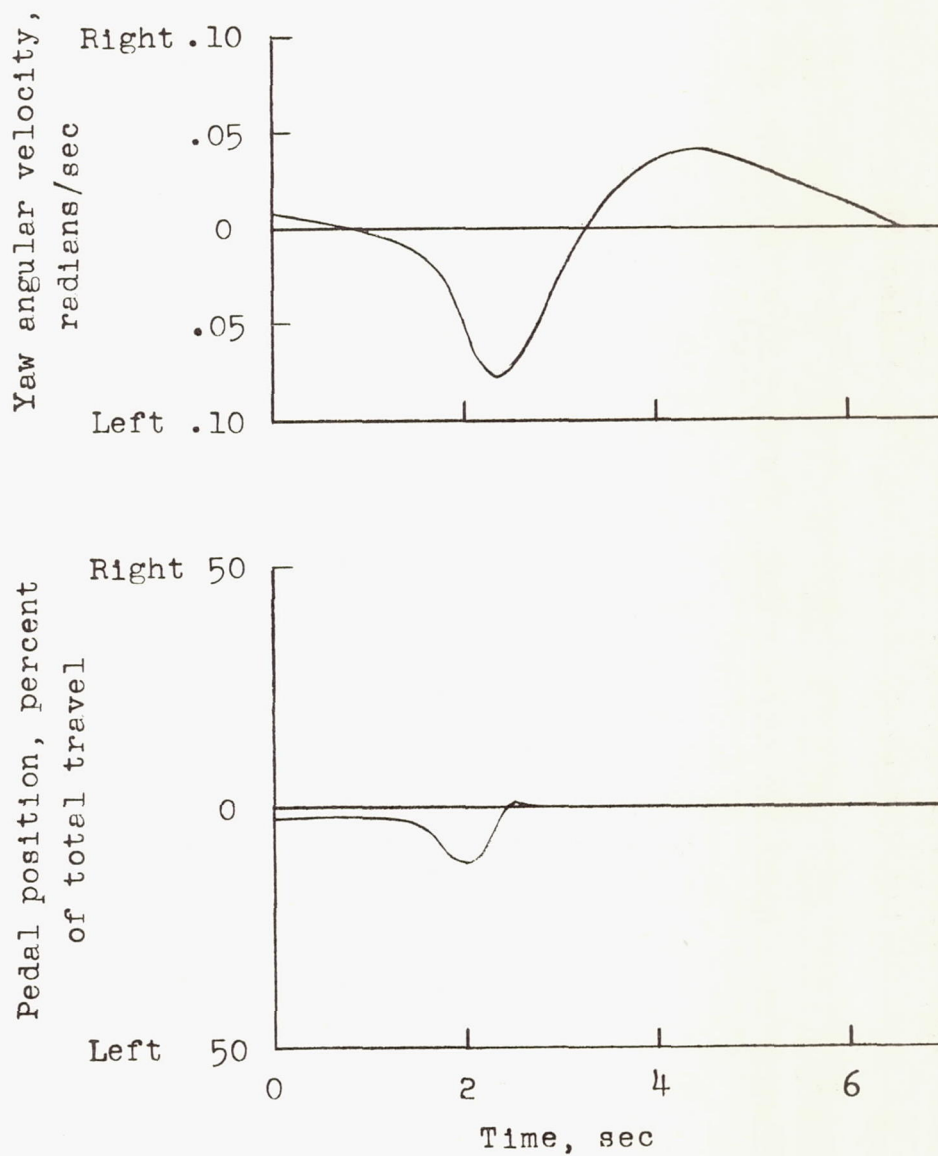 Yaw angular velocity,
radians/sec
Right .10
.05
0
.05
Left .10
Pedal position, percent
of total travel
Right 50
0
Left 50
0 2 4 6
Time, sec